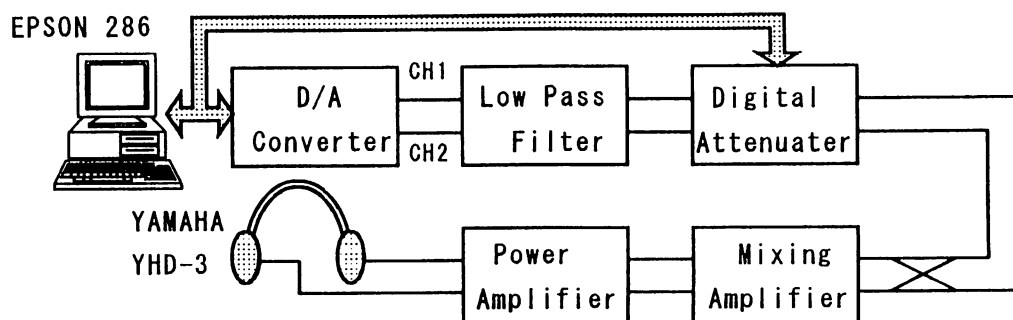 EPSON 286
D/A
Converter
CH1
CH2
Low Pass
Filter
Digital
Attenuater
YAMAHA
YHD-3
Power
Amplifier
Mixing
Amplifier